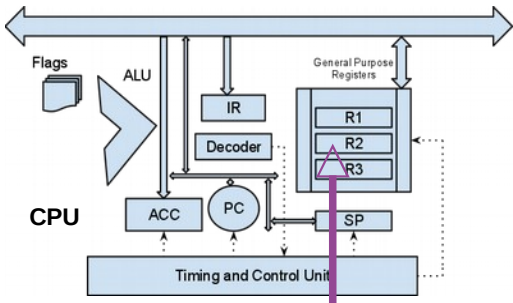 Flags
ALU
General Purpose
Registers
IR
R1
Decoder
R2
R3
CPU
ACC
PC
SP
Timing and Control Unit